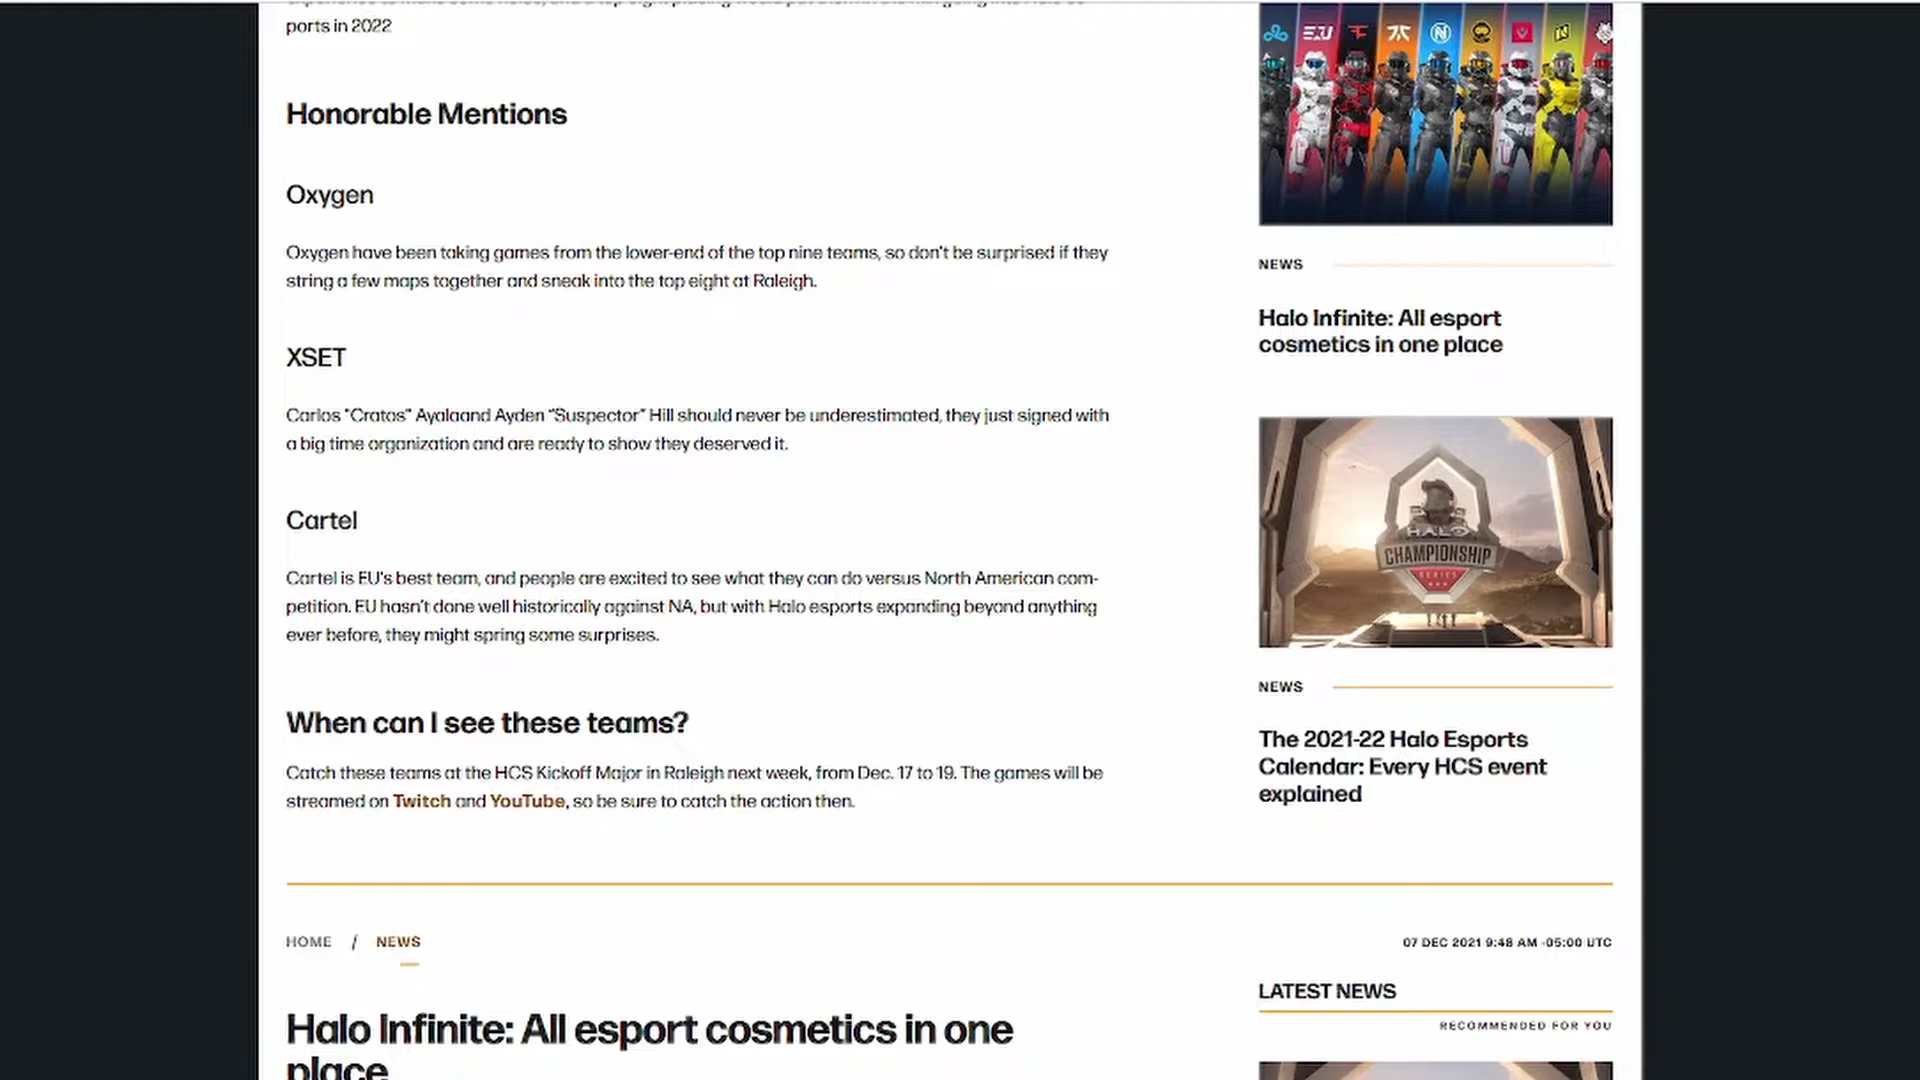 ports in 2022
Honorable Mentions
Oxygen
Oxygen have been taking games from the lower-end of the top nine teams, so don't be surprised if they
string a few maps together and sneak into the top eight at Raleigh.
XSET
Carlos "Cratos" Ayalaand Ayden “Suspector” Hill should never be underestimated, they just signed with
a big time organization and are ready to show they deserved it.
Cartel
Cartel is EU's best team, and people are excited to see what they can do versus North American com-
petition. EU hasn’t done well historically against NA, but with Halo esports expanding beyond anything
ever before, they might spring some surprises.
When can I see these teams?
Catch these teams at the HCS Kickoff Major in Raleigh next week, from Dec. 17 to 19. The games will be
streamed on Twitch and YouTube, so be sure to catch the action then.
NEWS
Halo Infinite: All esport
cosmetics in one place
HALO
CHAMPIONSHIP
SERIES
NEWS
The 2021-22 Halo Esports
Calendar: Every HCS event
explained
HOME / NEWS
07 DEC 2021 9:48 AM -05:00 UTC
Halo Infinite: All esport cosmetics in one
place
LATEST NEWS
RECOMMENDED FOR YOU